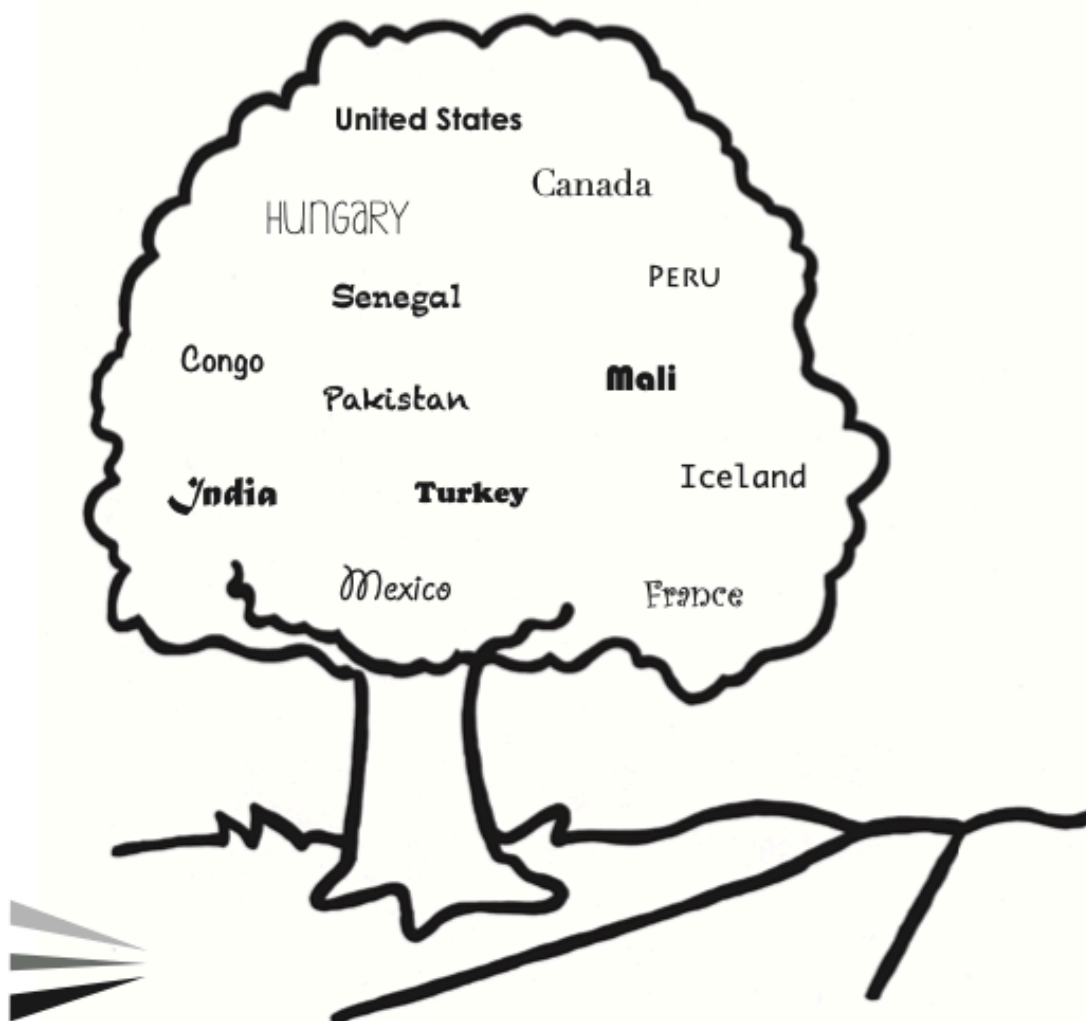 United States
Canada
HUNGARY
PERU
Senegal
Congo
Mali
Pakistan
Iceland
India
Turkey
Mexico
France